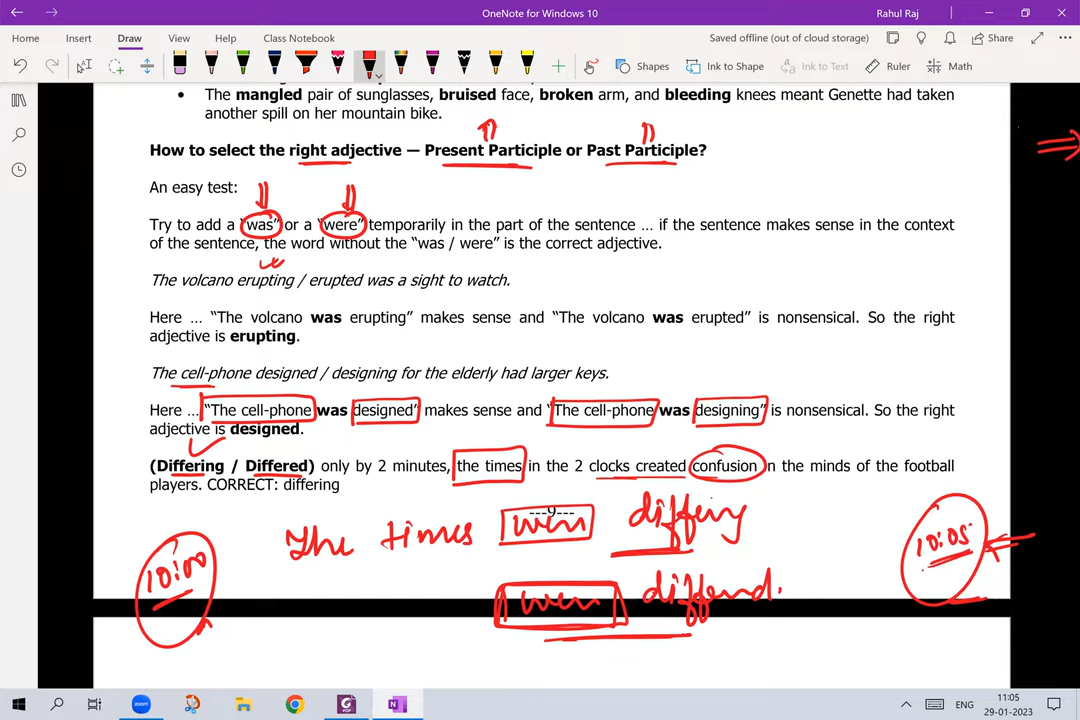 OneNote for Windows 10
Rahul Raj
Home Insert Draw View Help Class Notebook
Saved offline (out of cloud storage)
Share
Shapes
Ink to Shape
Ink to Text
Ruler
Math
• The mangled pair of sunglasses, bruised face, broken arm, and bleeding knees meant Genette had taken
another spill on her mountain bike.
How to select the right adjective — Present Participle or Past Participle?
An easy test:
Try to add a “was” or a “were” temporarily in the part of the sentence … if the sentence makes sense in the context
of the sentence, the word without the “was / were” is the correct adjective.
The volcano erupting / erupted was a sight to watch.
Here … “The volcano was erupting” makes sense and “The volcano was erupted” is nonsensical. So the right
adjective is erupting.
The cell-phone designed / designing for the elderly had larger keys.
Here … “The cell-phone was designed” makes sense and “The cell-phone was designing” is nonsensical. So the right
adjective is designed.
(Differing / Differed) only by 2 minutes, the times in the 2 clocks created confusion in the minds of the football
players. CORRECT: differing
---9---
The times were differing
10:00
10:05
were differed.
ENG
11:05
29-01-2023